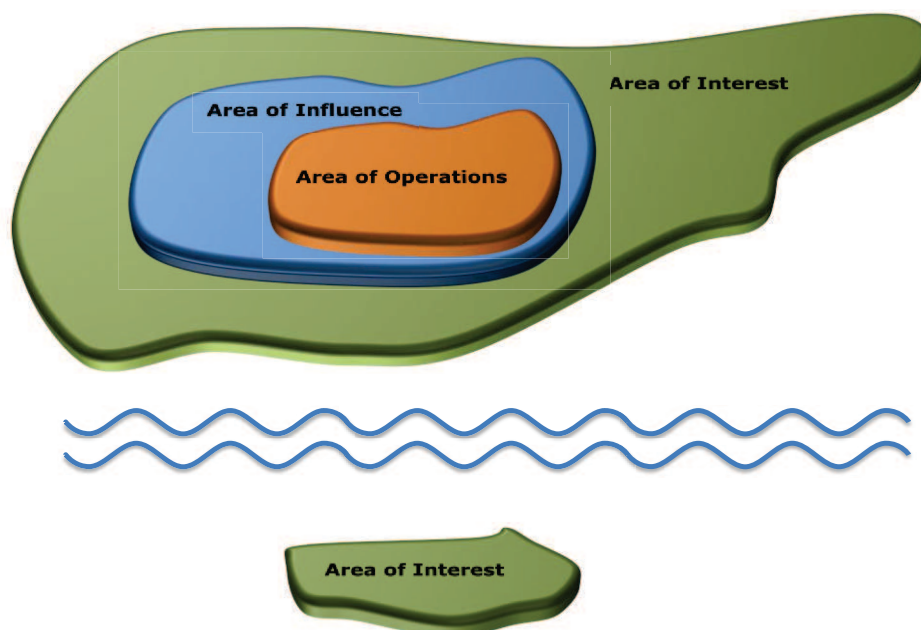 Area of Interest
Area of Influence
Area of Operations
Area of Interest